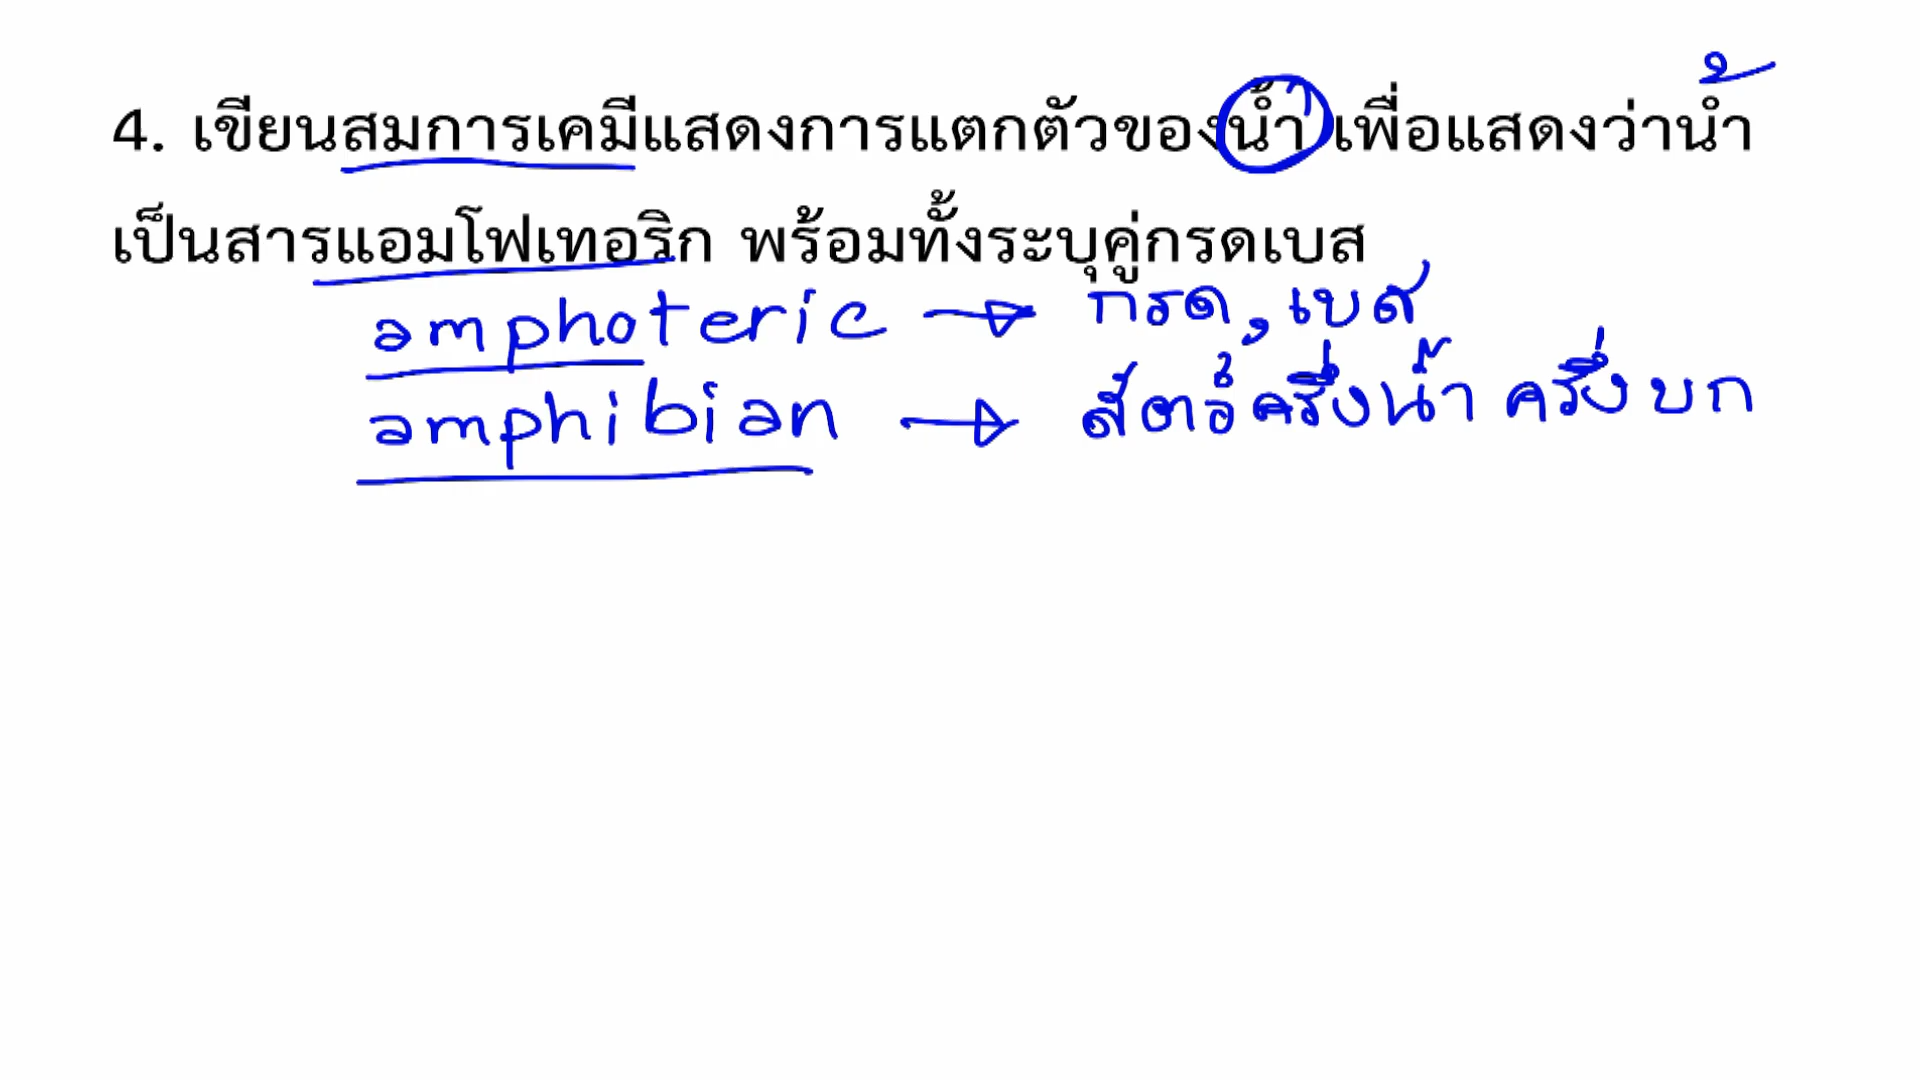 4. เขียนสมการเคมีแสดงการแตกตัวของน้ำ เพื่อแสดงว่าน้ำ
เป็นสารแอมโฟเทอริก พร้อมทั้งระบุคู่กรดเบส
amphoteric → กรด, เบส
amphibian → สัตว์ครึ่งน้ำ ครึ่งบก